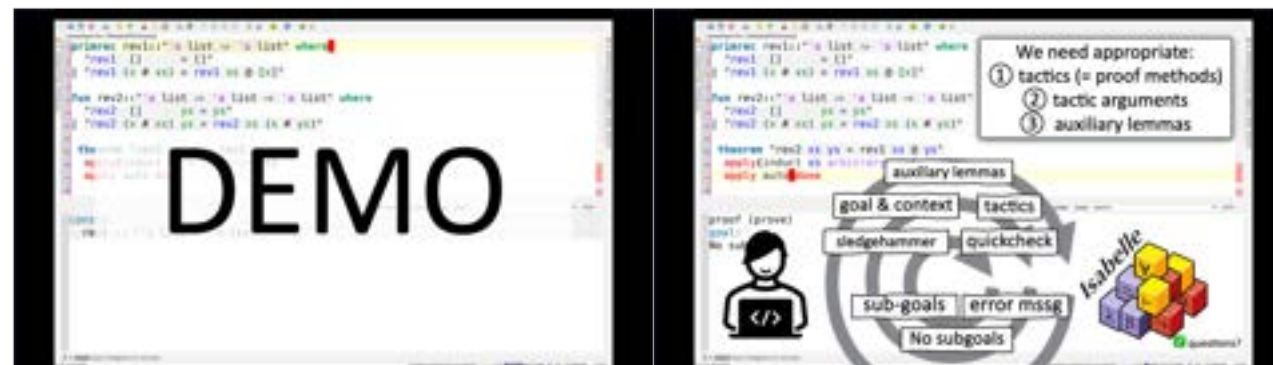 primrec rev1::"'a list ⇒ 'a list" where
"rev1 [] = []"
| "rev1 (x # xs) = rev1 xs @ [x]"
fun rev2::"'a list ⇒ 'a list ⇒ 'a list" where
"rev2 [] ys = ys"
| "rev2 (x # xs) ys = rev2 xs (x # ys)"
DEMO
primrec rev1::"'a list ⇒ 'a list" where
"rev1 [] = []"
| "rev1 (x # xs) = rev1 xs @ [x]"
fun rev2::"'a list ⇒ 'a list ⇒ 'a list"
"rev2 [] ys = ys"
| "rev2 (x # xs) ys = rev2 xs (x # ys)"
theorem "rev2 xs ys = rev1 xs @ ys"
apply(induct xs arbitrary
apply auto done
We need appropriate:
① tactics (= proof methods)
② tactic arguments
③ auxiliary lemmas
auxiliary lemmas
goal & context
tactics
proof (prove)
goal:
No sub
sledgehammer
quickcheck
sub-goals
error mssg
No subgoals
</>
Isabelle
questions?